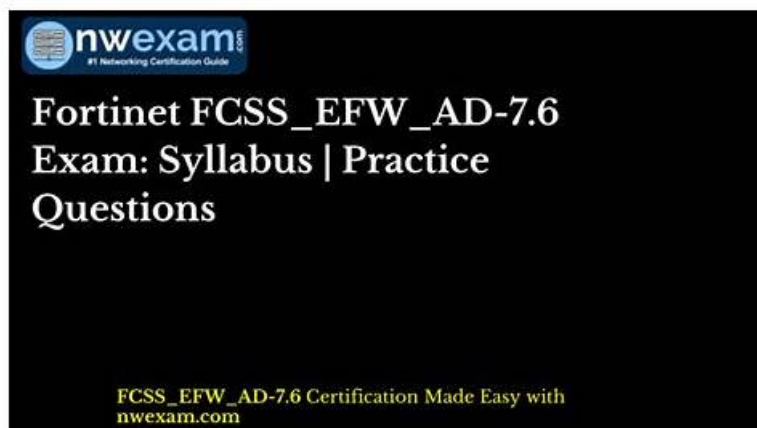 nwexam.com
#1 Networking Certification Guide
Fortinet FCSS_EFW_AD-7.6
Exam: Syllabus | Practice
Questions
FCSS_EFW_AD-7.6 Certification Made Easy with
nwexam.com